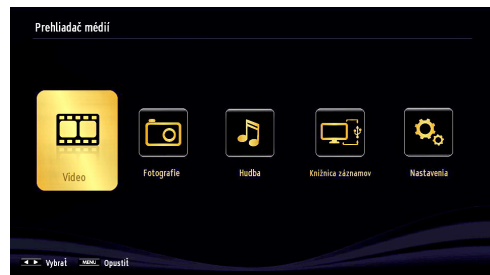 Prehliadač médií
Video
Fotografie
Hudba
Knižnica záznamov
Nastavenia
Vybrať MENU Opustiť